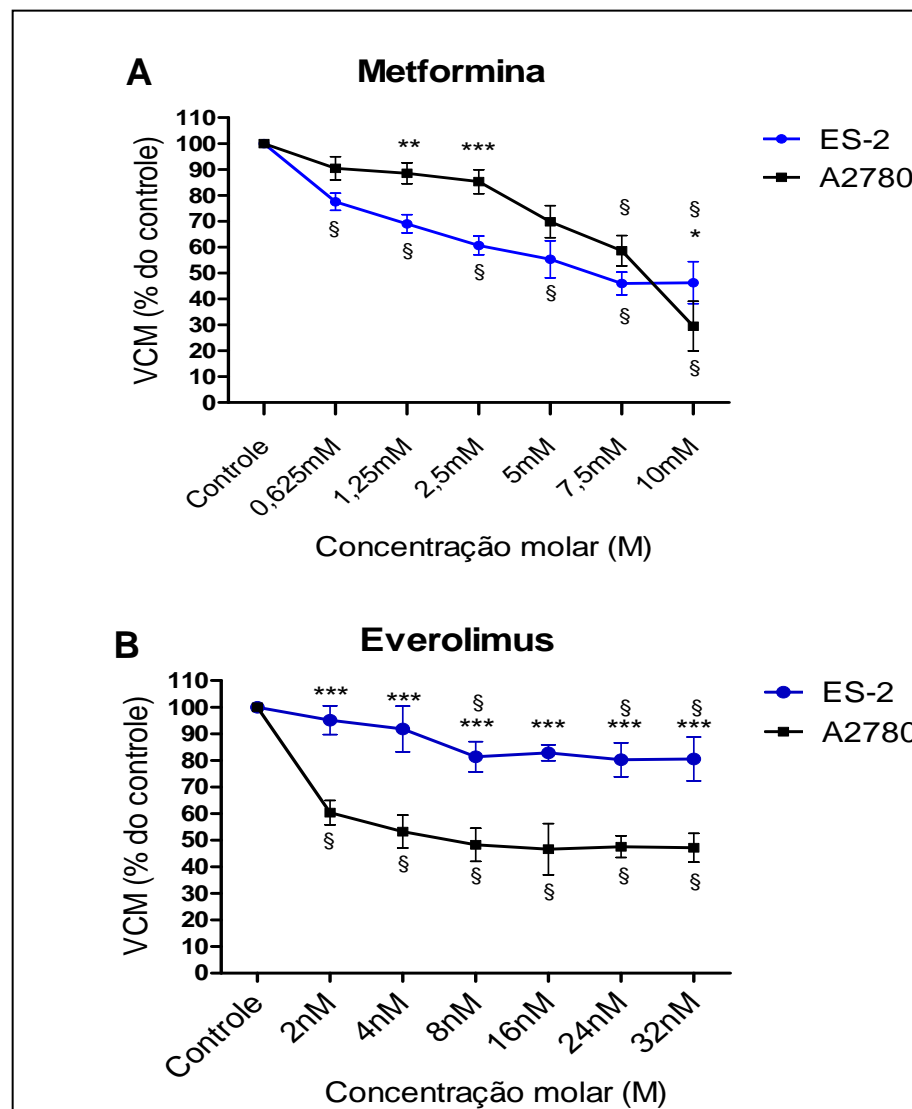 A
Metformina
VCM (% do controle)
110
100
90
80
70
60
50
40
30
20
10
0
** ***
§ §
*
§ § § § §
§
Controle
0,625mM
1,25mM
2,5mM
5mM
7,5mM
10mM
Concentração molar (M)
ES-2
A2780
B
Everolimus
VCM (% do controle)
110
100
90
80
70
60
50
40
30
20
10
0
§ § §
*** *** *** *** *** ***
§ § § § § §
Controle
2nM
4nM
8nM
16nM
24nM
32nM
Concentração molar (M)
ES-2
A2780